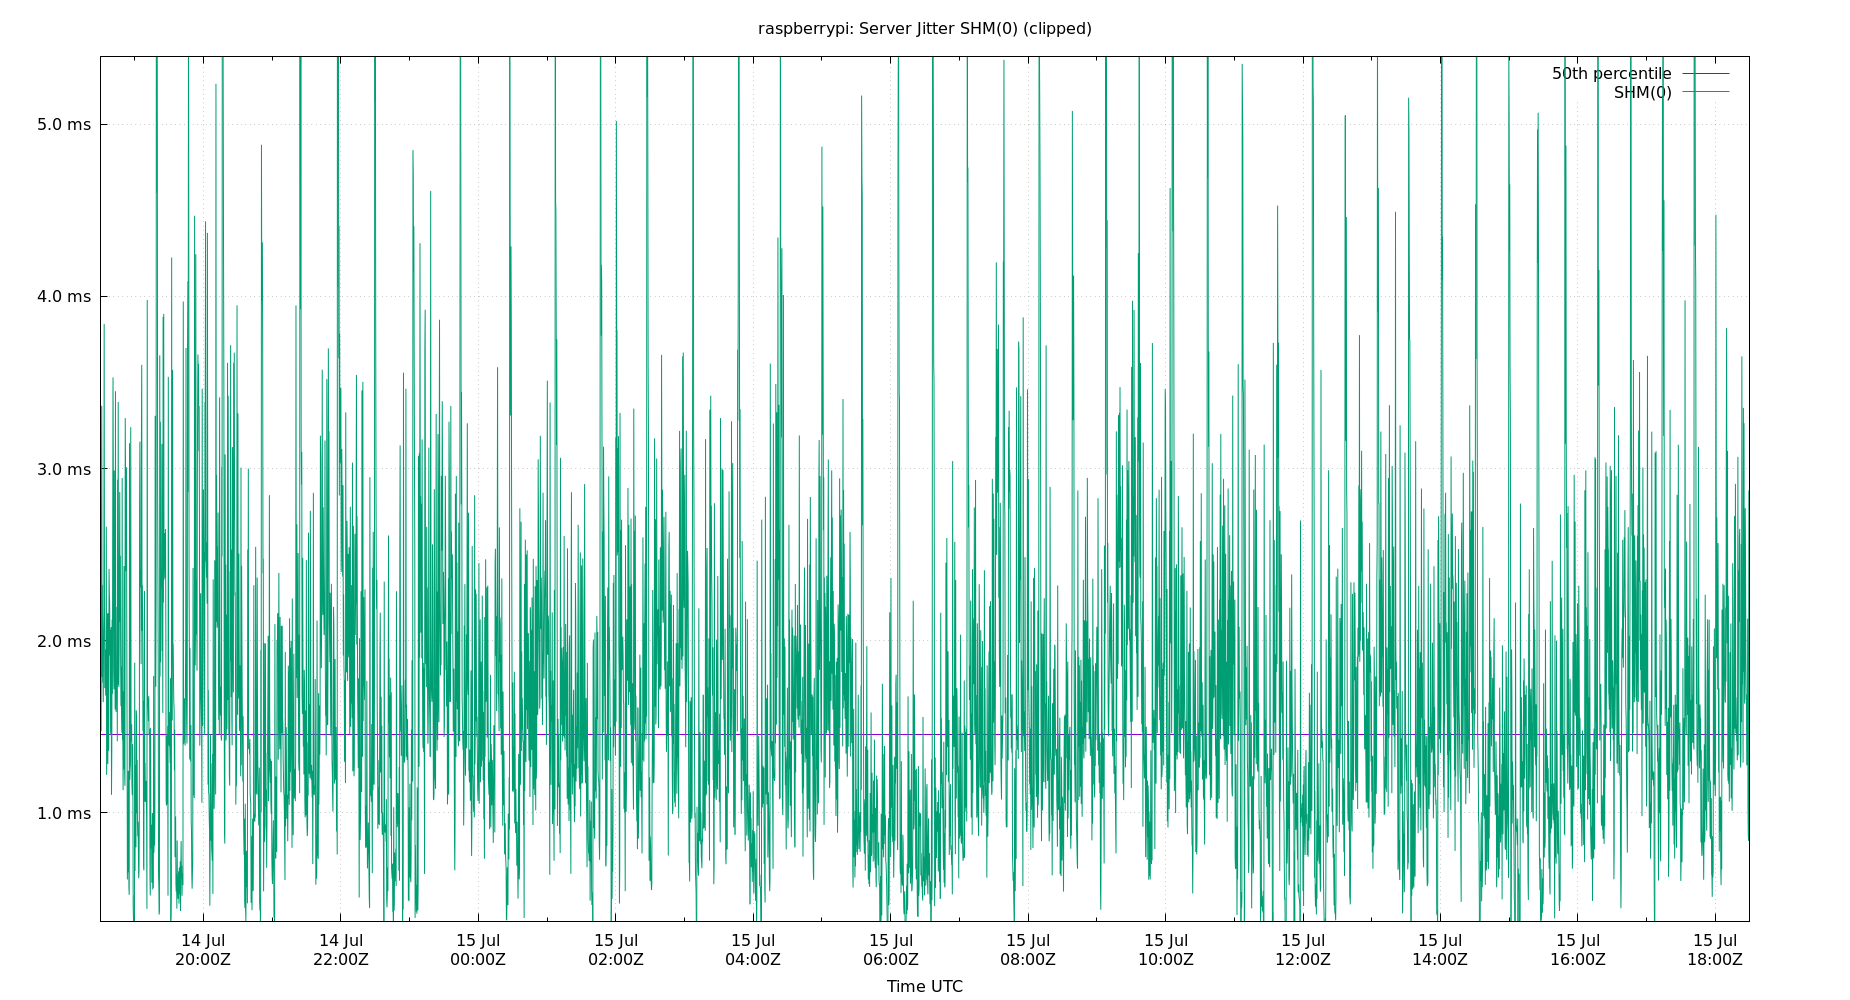 raspberrypi: Server Jitter SHM(0) (clipped)
50th percentile
SHM(0)
5.0 ms
4.0 ms
3.0 ms
2.0 ms
1.0 ms
14 Jul 14 Jul 15 Jul 15 Jul 15 Jul 15 Jul 15 Jul 15 Jul 15 Jul 15 Jul 15 Jul 15 Jul
20:00Z 22:00Z 00:00Z 02:00Z 04:00Z 06:00Z 08:00Z 10:00Z 12:00Z 14:00Z 16:00Z 18:00Z
Time UTC